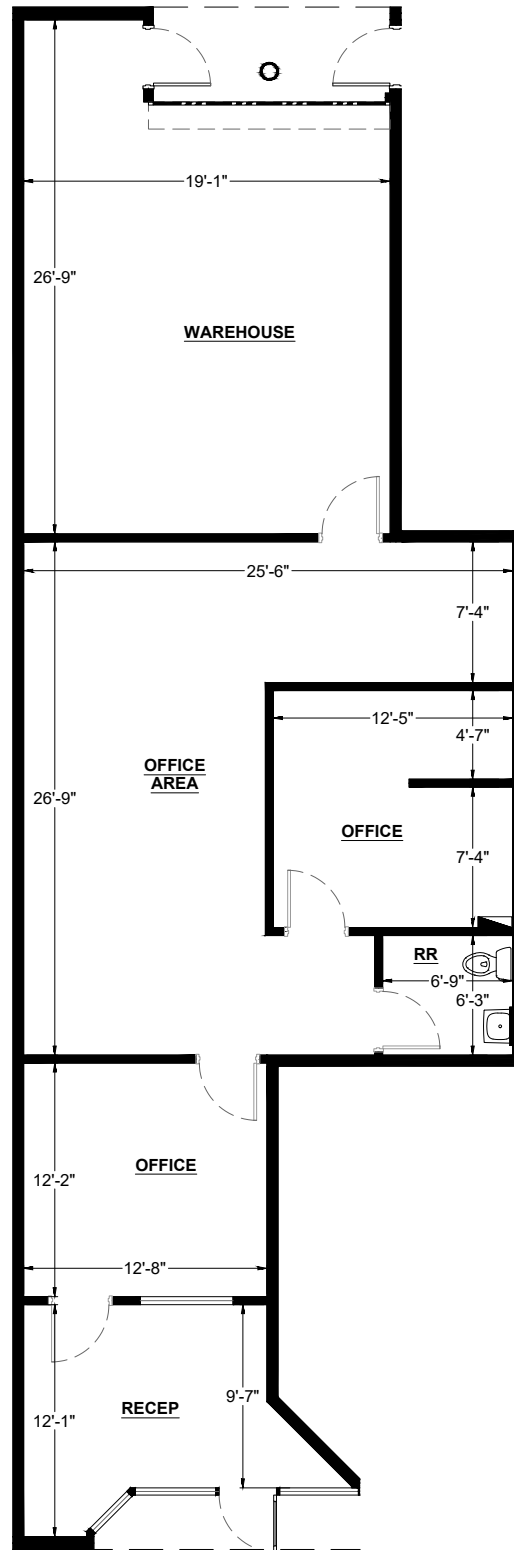 19'-1"
26'-9"
WAREHOUSE
25'-6"
7'-4"
12'-5"
4'-7"
OFFICE
AREA
26'-9"
OFFICE
7'-4"
RR
6'-9"
6'-3"
OFFICE
12'-2"
12'-8"
9'-7"
RECEP
12'-1"